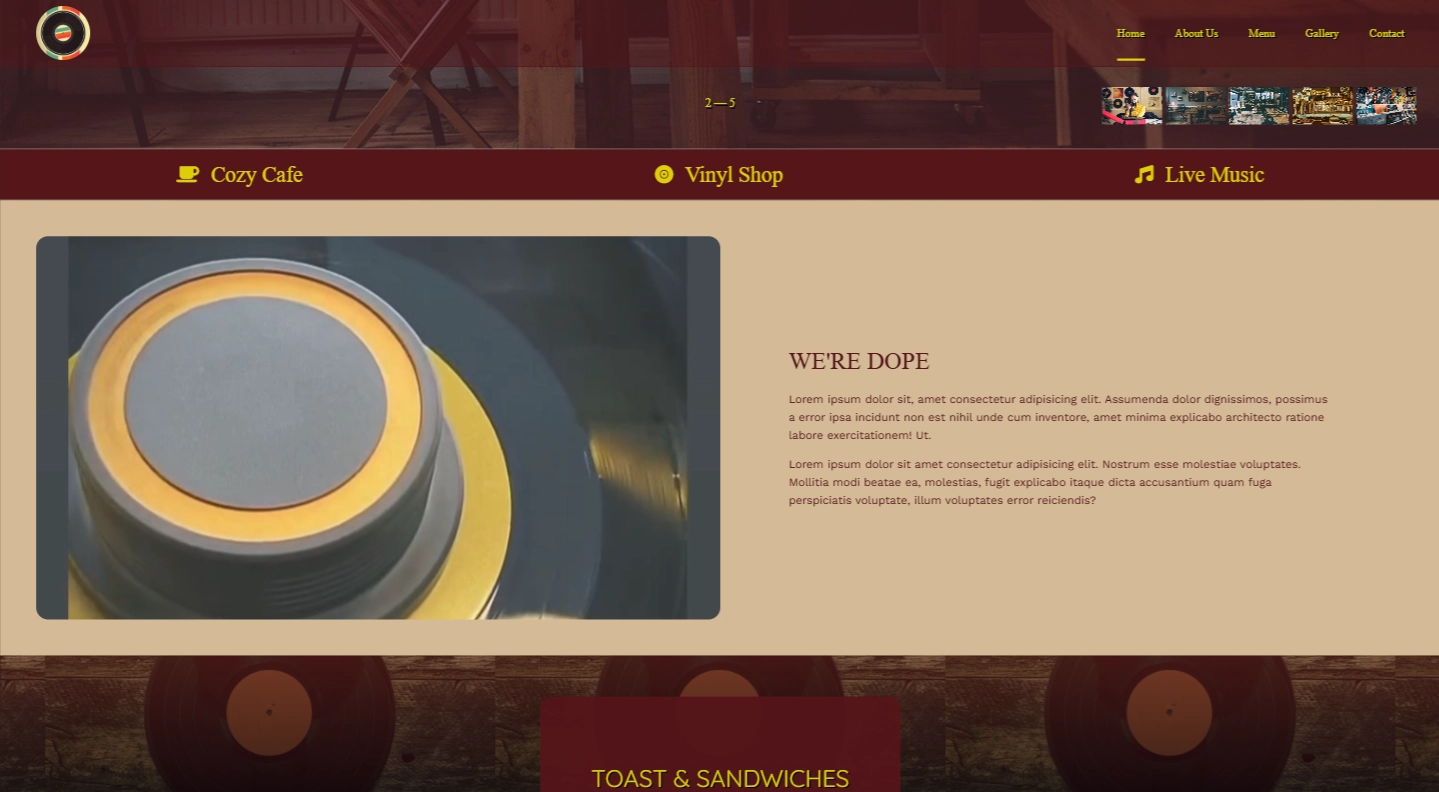 Home About Us Menu Gallery Contact
2 — 5
Cozy Cafe Vinyl Shop Live Music
WE'RE DOPE
Lorem ipsum dolor sit, amet consectetur adipisicing elit. Assumenda dolor dignissimos, possimus
a error ipsa incidunt non est nihil unde cum inventore, amet minima explicabo architecto ratione
labore exercitationem! Ut.
Lorem ipsum dolor sit amet consectetur adipisicing elit. Nostrum esse molestiae voluptates.
Mollitia modi beatae ea, molestias, fugit explicabo itaque dicta accusantium quam fuga
perspiciatis voluptate, illum voluptates error reiciendis?
TOAST & SANDWICHES